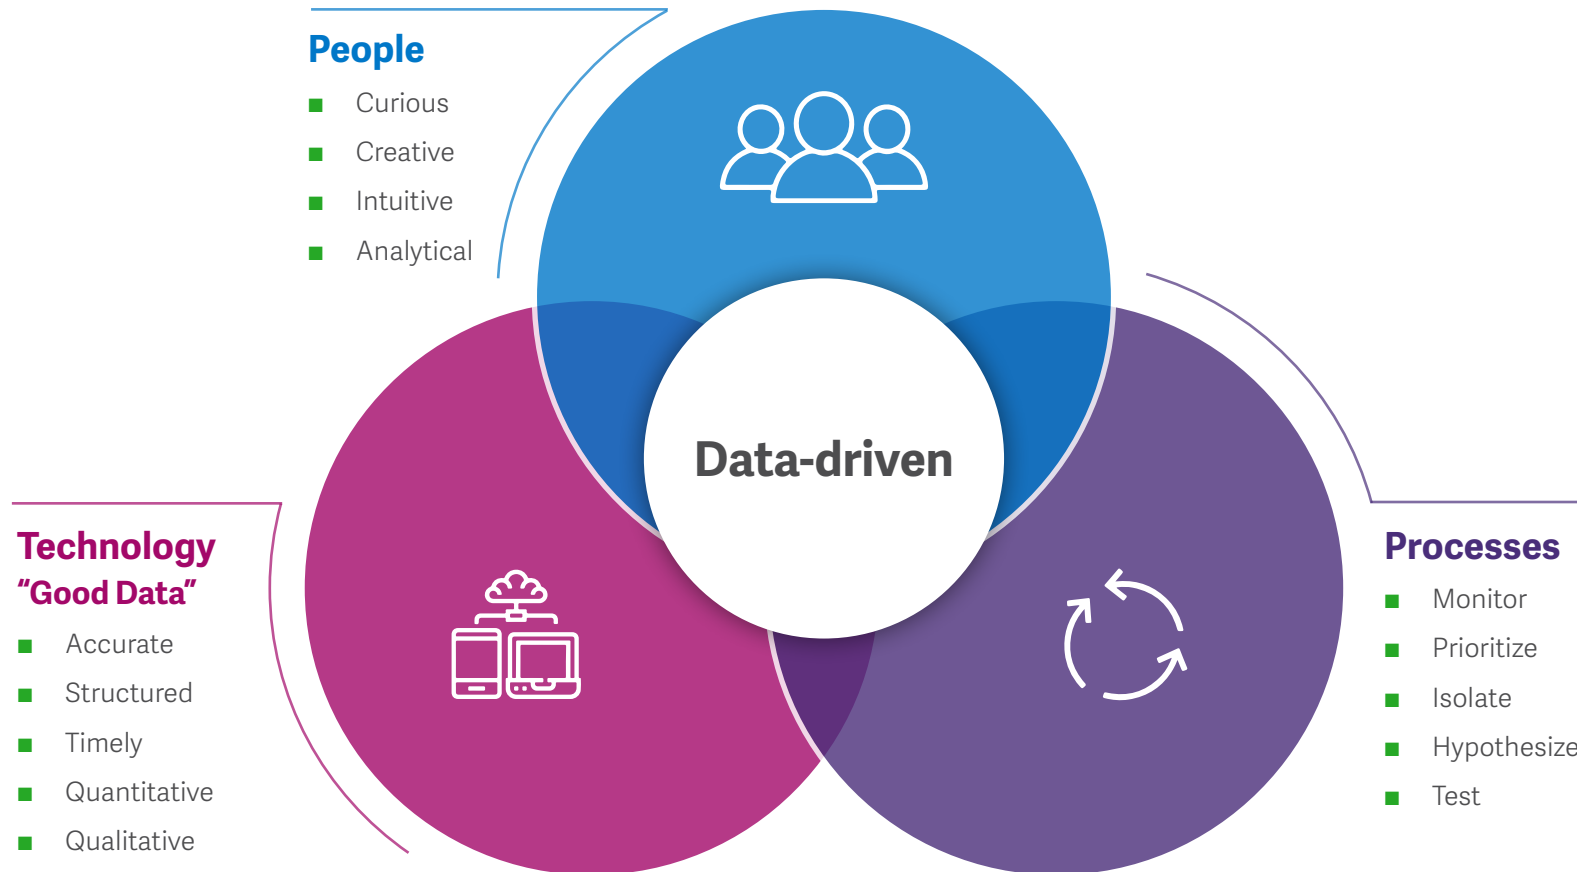 People
Curious
Creative
Intuitive
Analytical
Data-driven
Technology
“Good Data”
Accurate
Structured
Timely
Quantitative
Qualitative
Processes
Monitor
Prioritize
Isolate
Hypothesize
Test